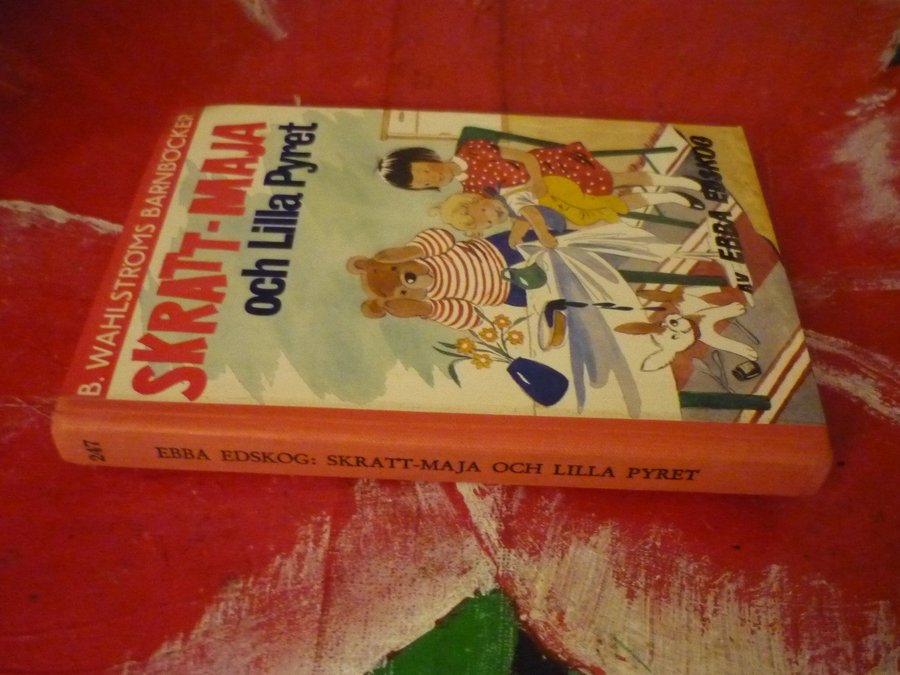 B. WAHLSTRÖMS BARNBÖCKER
SKRATT-MAJA
och Lilla Pyret
AV EBBA EDSKOG
247
EBBA EDSKOG: SKRATT-MAJA OCH LILLA PYRET